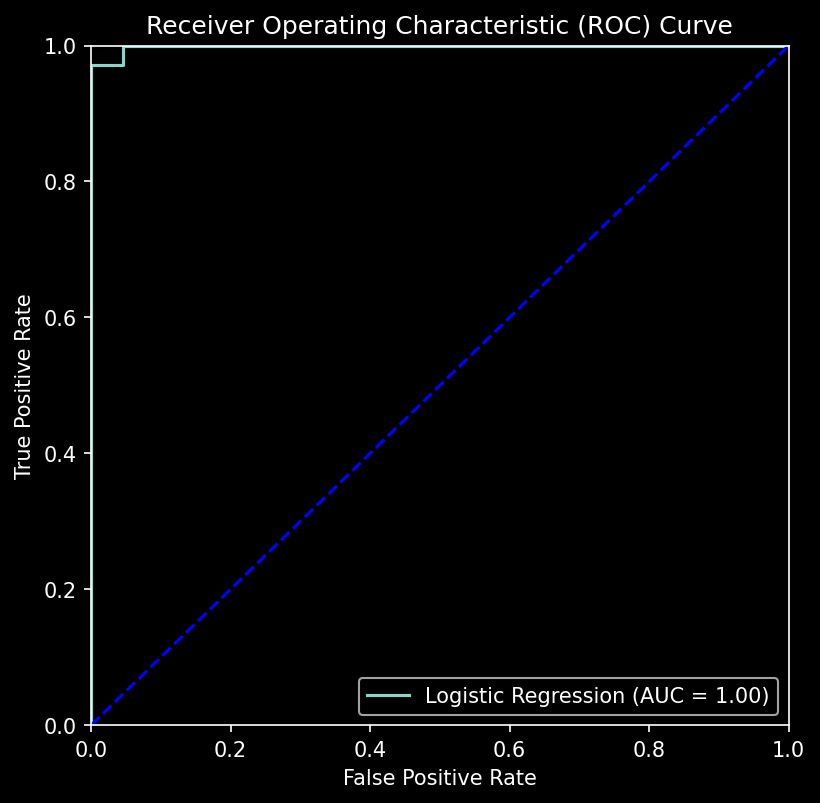 Receiver Operating Characteristic (ROC) Curve
1.0
0.8
0.6
0.4
0.2
0.0
True Positive Rate
Logistic Regression (AUC = 1.00)
0.0 0.2 0.4 0.6 0.8 1.0
False Positive Rate